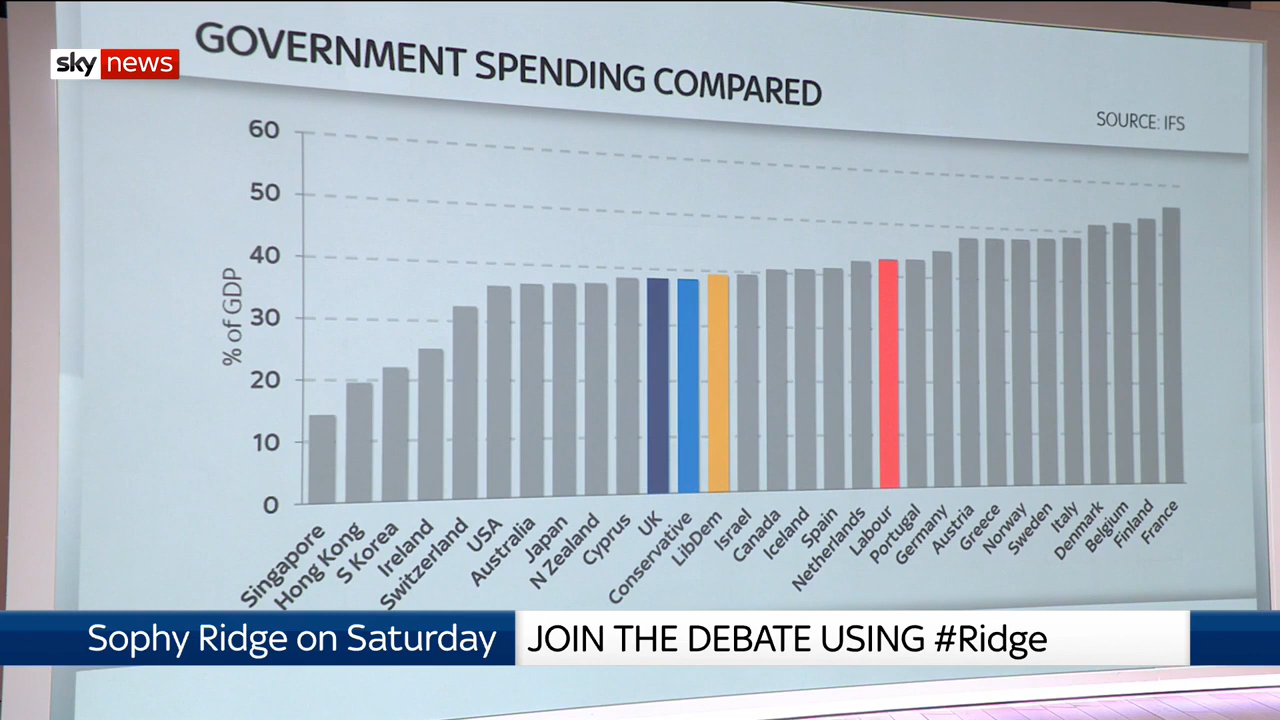 sky news
GOVERNMENT SPENDING COMPARED
SOURCE: IFS
% of GDP
60
50
40
30
20
10
0
Singapore
Hong Kong
S Korea
Ireland
Switzerland
USA
Australia
Japan
N Zealand
Cyprus
UK
Conservative
LibDem
Israel
Canada
Iceland
Spain
Netherlands
Labour
Portugal
Germany
Austria
Greece
Norway
Sweden
Italy
Denmark
Belgium
Finland
France
Sophy Ridge on Saturday
JOIN THE DEBATE USING #Ridge